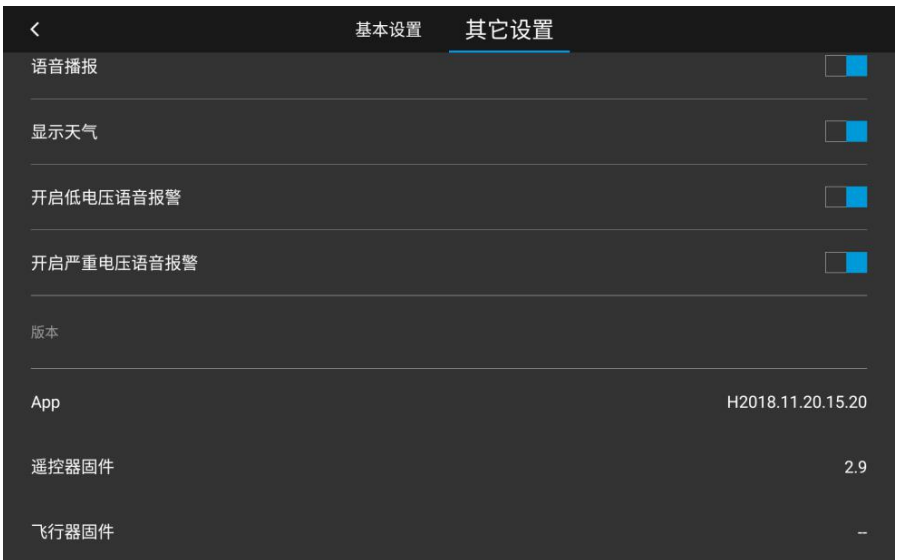 基本设置 其它设置
语音播报
显示天气
开启低电压语音报警
开启严重电压语音报警
版本
App H2018.11.20.15.20
遥控器固件 2.9
飞行器固件 --